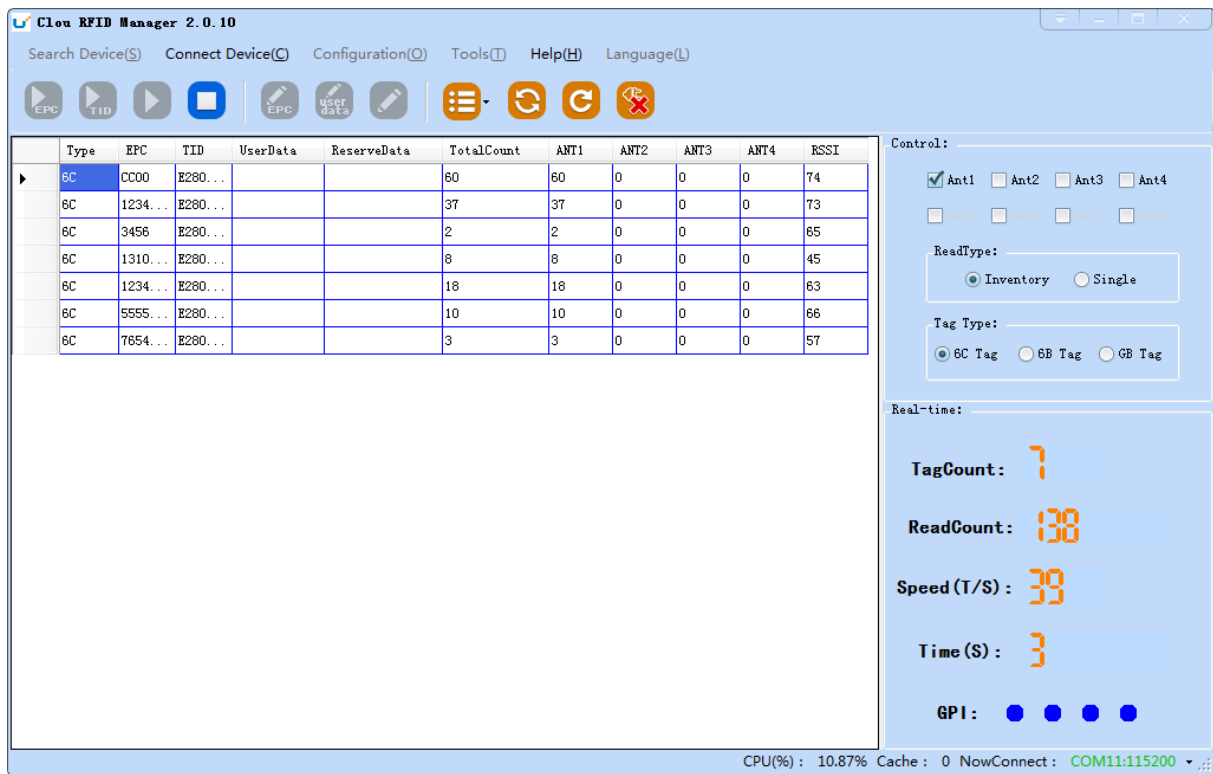 Clou RFID Manager 2.0.10
Search Device(S) Connect Device(C) Configuration(O) Tools(T) Help(H) Language(L)
EPC TID EPC user data
Type EPC TID UserData ReserveData TotalCount ANT1 ANT2 ANT3 ANT4 RSSI
6C CC00 E280... 60 60 0 0 0 74
6C 1234... E280... 37 37 0 0 0 73
6C 3456 E280... 2 2 0 0 0 65
6C 1310... E280... 8 8 0 0 0 45
6C 1234... E280... 18 18 0 0 0 63
6C 5555... E280... 10 10 0 0 0 66
6C 7654... E280... 3 3 0 0 0 57
Control:
Ant1 Ant2 Ant3 Ant4
ReadType:
Inventory Single
Tag Type:
6C Tag 6B Tag GB Tag
Real-time:
TagCount: 7
ReadCount: 138
Speed(T/S): 39
Time(S): 3
GPI:
CPU(%) : 10.87% Cache : 0 NowConnect : COM11:115200